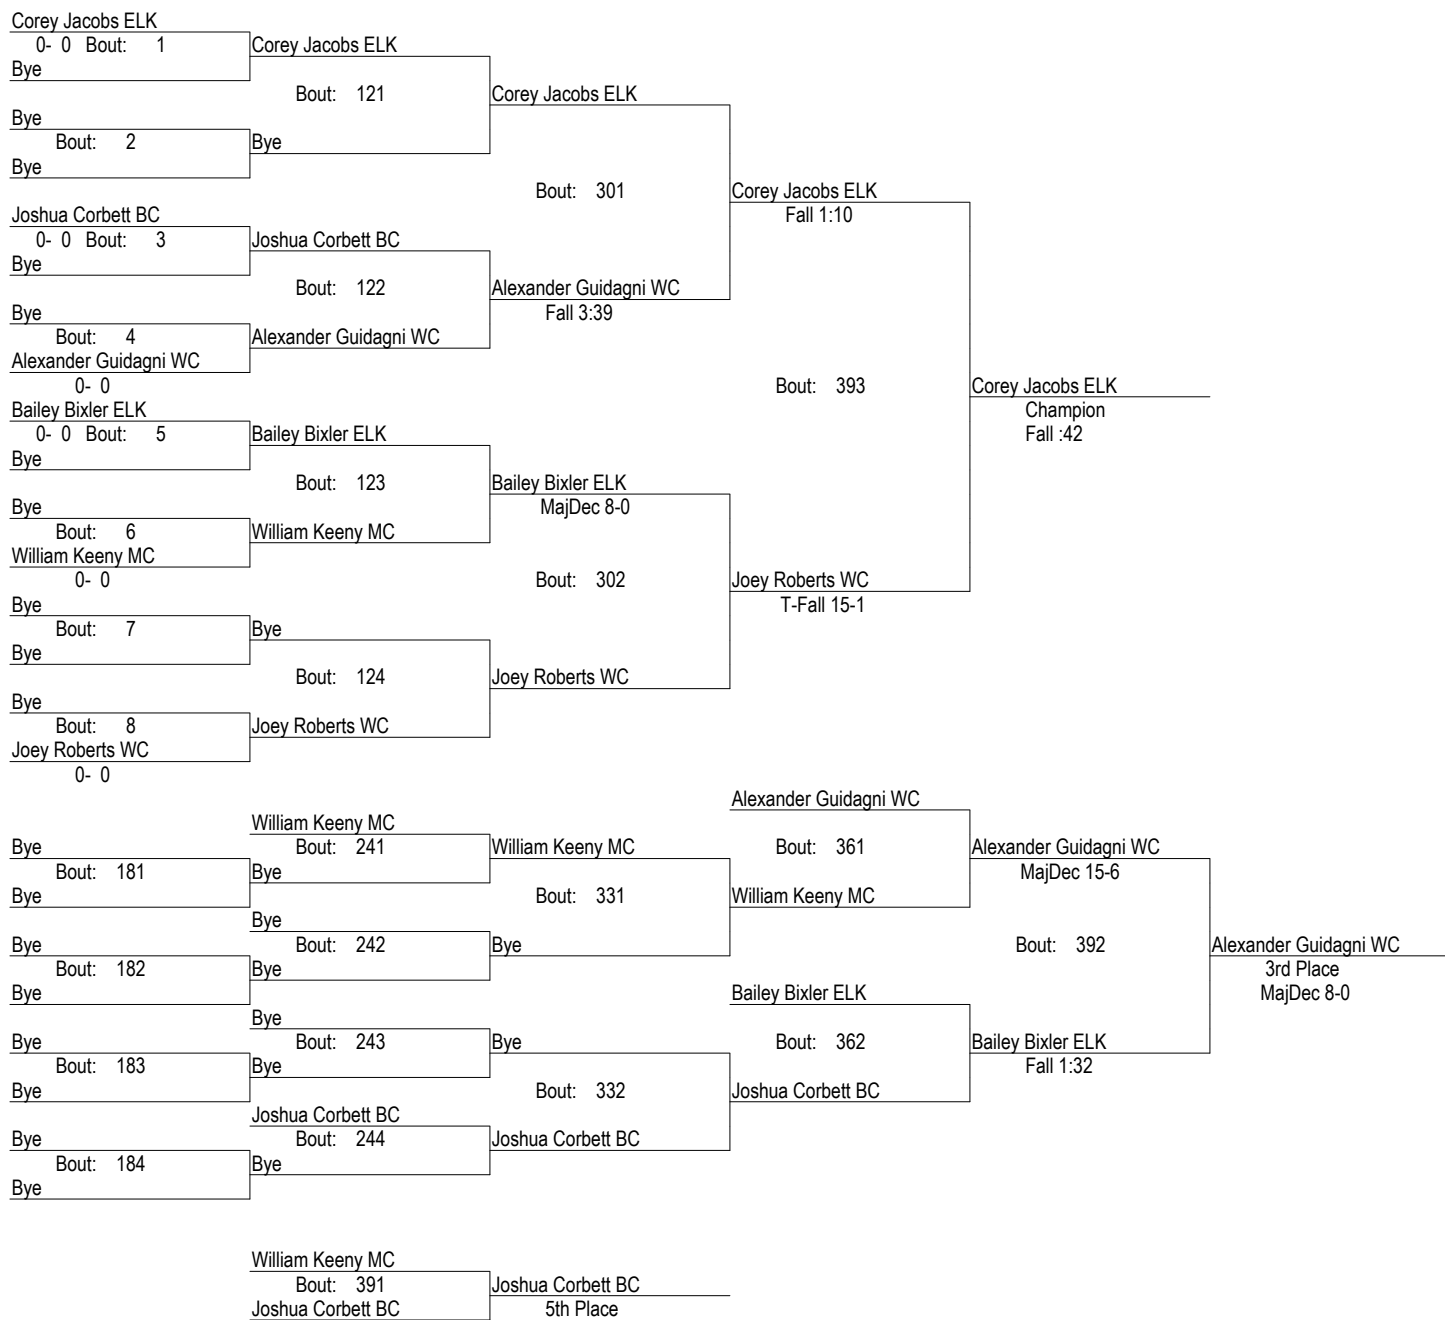 Corey Jacobs ELK
0- 0 Bout: 1
Corey Jacobs ELK
Bye
Bout: 121
Corey Jacobs ELK
Bye
Bout: 2
Bye
Bye
Bout: 301
Corey Jacobs ELK
Fall 1:10
Joshua Corbett BC
0- 0 Bout: 3
Joshua Corbett BC
Bye
Bout: 122
Alexander Guidagni WC
Fall 3:39
Bye
Bout: 4
Alexander Guidagni WC
Alexander Guidagni WC
0- 0
Bout: 393
Corey Jacobs ELK
Champion
Fall :42
Bailey Bixler ELK
0- 0 Bout: 5
Bailey Bixler ELK
Bye
Bout: 123
Bailey Bixler ELK
MajDec 8-0
Bye
Bout: 6
William Keeny MC
William Keeny MC
0- 0
Bout: 302
Joey Roberts WC
T-Fall 15-1
Bye
Bout: 7
Bye
Bye
Bout: 124
Joey Roberts WC
Bye
Bout: 8
Joey Roberts WC
Joey Roberts WC
0- 0
Alexander Guidagni WC
William Keeny MC
Bye
Bout: 241
William Keeny MC
Bout: 361
Alexander Guidagni WC
MajDec 15-6
Bout: 181
Bye
Bye
Bout: 331
William Keeny MC
Bye
Bye
Bout: 242
Bye
Bout: 392
Alexander Guidagni WC
3rd Place
MajDec 8-0
Bout: 182
Bye
Bye
Bailey Bixler ELK
Bye
Bye
Bout: 243
Bye
Bout: 362
Bailey Bixler ELK
Fall 1:32
Bout: 183
Bye
Bye
Bout: 332
Joshua Corbett BC
Joshua Corbett BC
Bye
Bout: 244
Joshua Corbett BC
Bout: 184
Bye
Bye
William Keeny MC
Bout: 391
Joshua Corbett BC
Joshua Corbett BC
5th Place